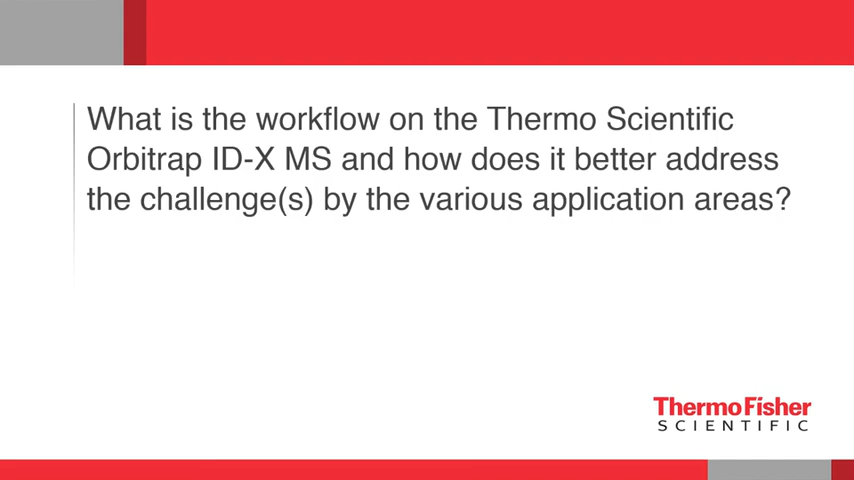 What is the workflow on the Thermo Scientific
Orbitrap ID-X MS and how does it better address
the challenge(s) by the various application areas?
ThermoFisher
SCIENTIFIC